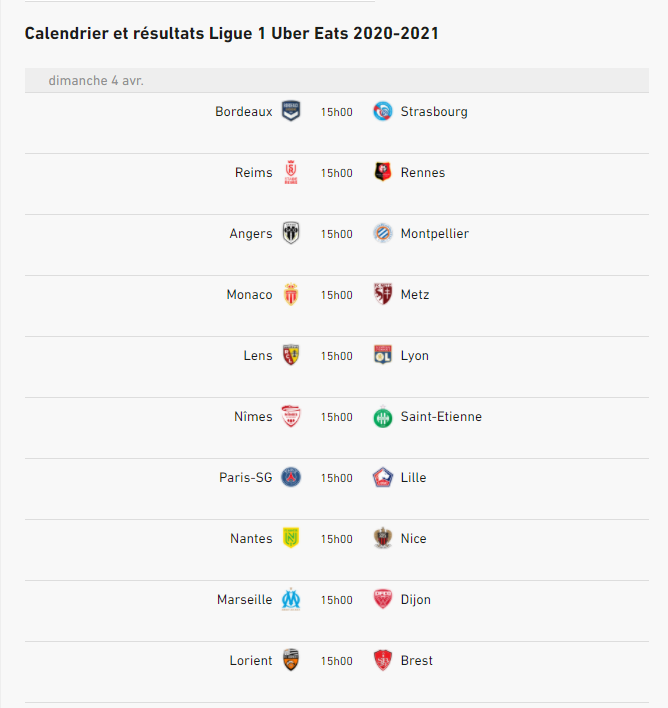 Calendrier et résultats Ligue 1 Uber Eats 2020-2021
dimanche 4 avr.
Bordeaux 15h00 Strasbourg
Reims 15h00 Rennes
Angers 15h00 Montpellier
Monaco 15h00 Metz
Lens 15h00 Lyon
Nîmes 15h00 Saint-Etienne
Paris-SG 15h00 Lille
Nantes 15h00 Nice
Marseille 15h00 Dijon
Lorient 15h00 Brest